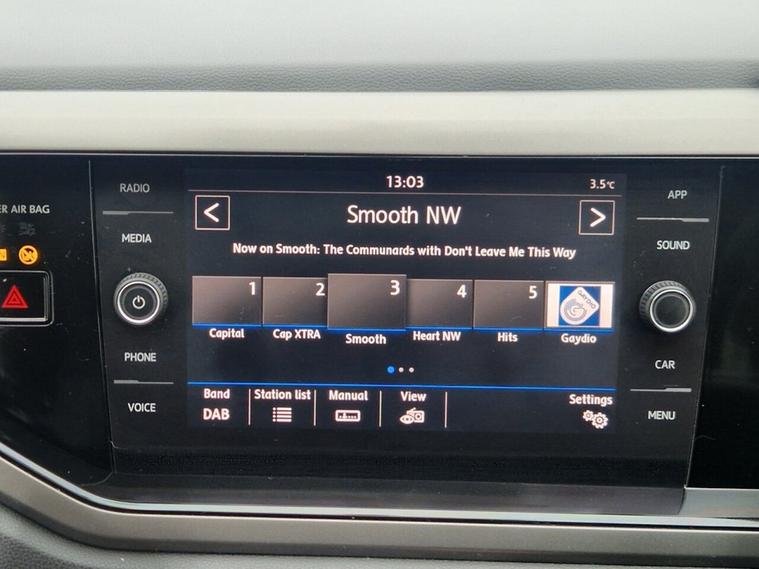 RADIO
MEDIA
PHONE
VOICE
ER AIR BAG
13:03
3.5°C
Smooth NW
Now on Smooth: The Communards with Don't Leave Me This Way
1 2 3 4 5
Capital Cap XTRA Smooth Heart NW Hits Gaydio
GAYDIO
Band Station list Manual View Settings
DAB
APP
SOUND
CAR
MENU